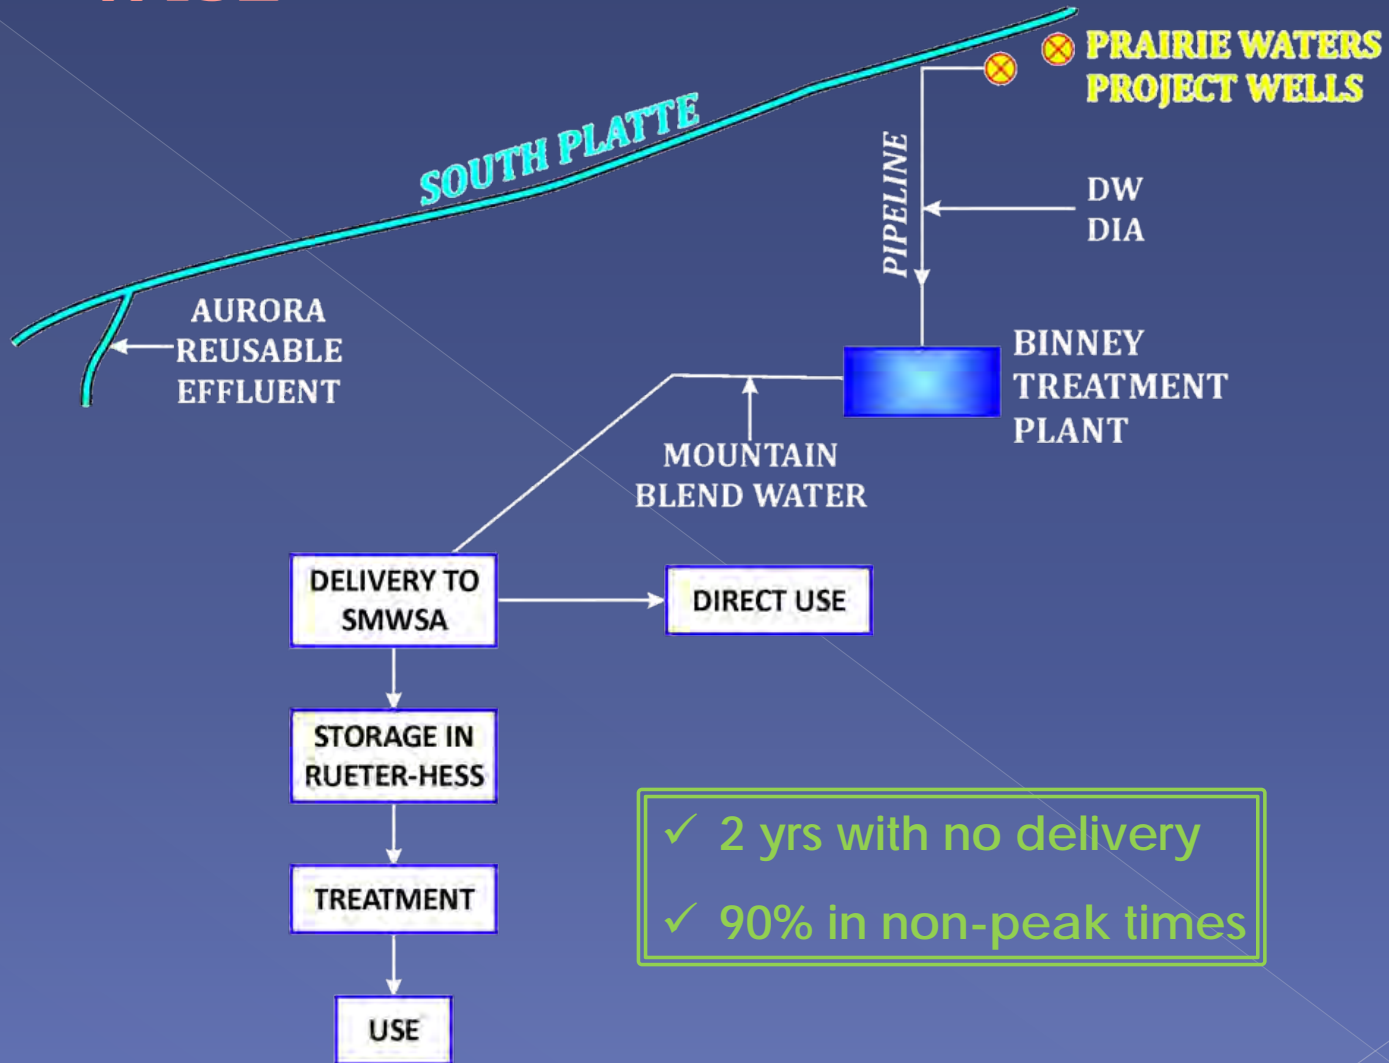 PRAIRIE WATERS
PROJECT WELLS
SOUTH PLATTE
PIPELINE
DW
DIA
AURORA
REUSABLE
EFFLUENT
BINNEY
TREATMENT
PLANT
MOUNTAIN
BLEND WATER
DELIVERY TO
SMWSA
DIRECT USE
STORAGE IN
RUETER-HESS
✓ 2 yrs with no delivery
TREATMENT
✓ 90% in non-peak times
USE